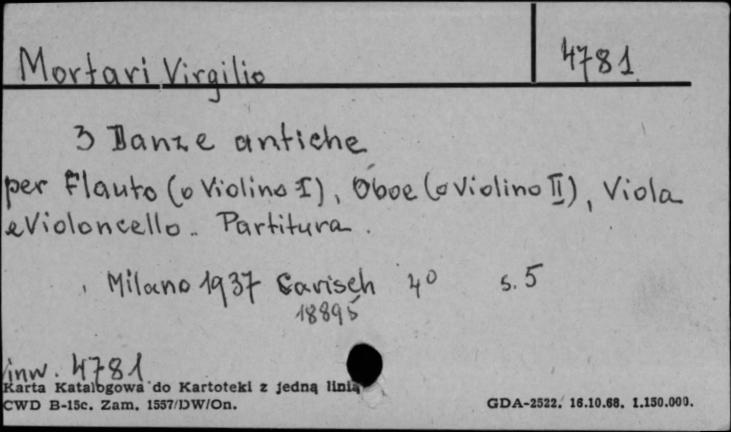 Mortari Virgilio
4781
3 Danze antiche
per Flauto (o Violino I), Oboe (o Violino II), Viola
e Violoncello. Partitura.
Milano 1937 Carisch 4° s. 5
18895
inw. 4781
Karta Katalogowa do Kartoteki z jedną linią
CWD B-15c. Zam. 1557/DW/On.
GDA-2522. 16.10.68. 1.150.000.